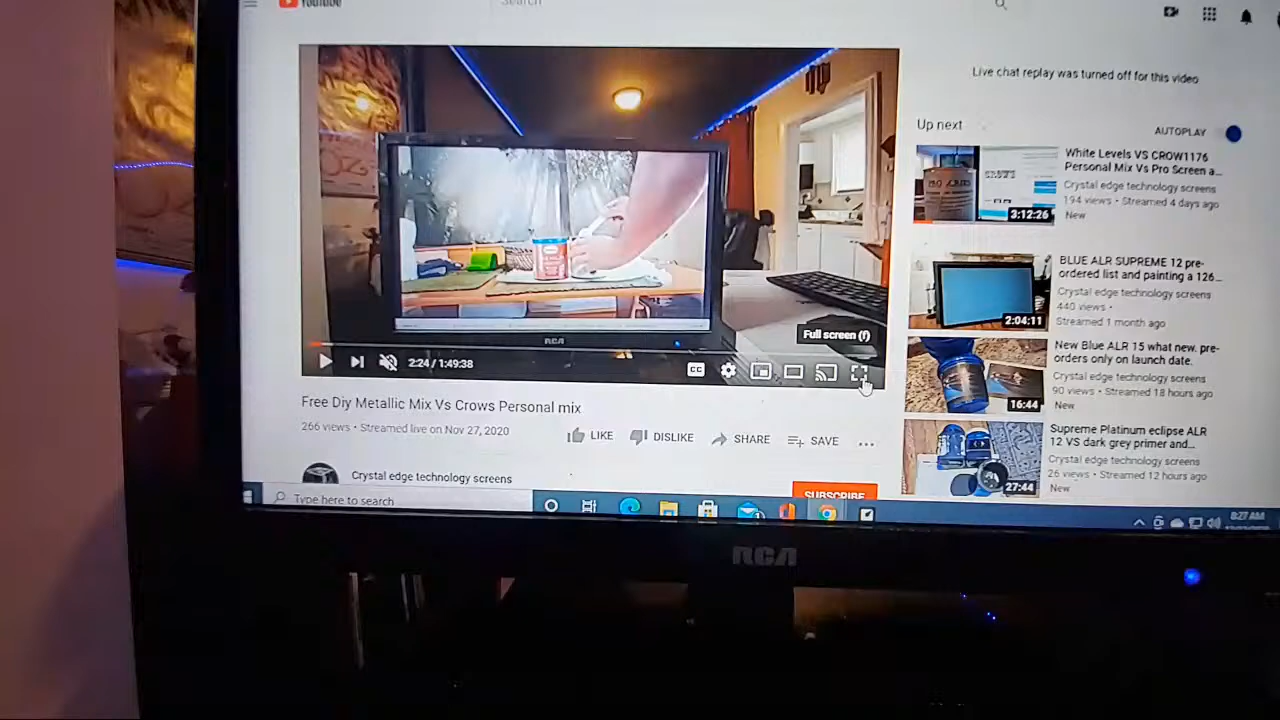 YouTube
Search
Live chat replay was turned off for this video
Up next
AUTOPLAY
White Levels VS CROW1176
Personal Mix Vs Pro Screen a...
Crystal edge technology screens
194 views • Streamed 4 days ago
New
3:12:26
BLUE ALR SUPREME 12 pre-
ordered list and painting a 126...
Crystal edge technology screens
440 views
Streamed 1 month ago
2:04:11
New Blue ALR 15 what new. pre-
orders only on launch date.
Crystal edge technology screens
90 views • Streamed 18 hours ago
New
16:44
Supreme Platinum eclipse ALR
12 VS dark grey primer and...
Crystal edge technology screens
26 views • Streamed 12 hours ago
New
27:44
RCA
Full screen (f)
2:24 / 1:49:38
CC
Free Diy Metallic Mix Vs Crows Personal mix
266 views • Streamed live on Nov 27, 2020
LIKE
DISLIKE
SHARE
SAVE
Crystal edge technology screens
SUBSCRIBE
Type here to search
8:27 AM
RCA